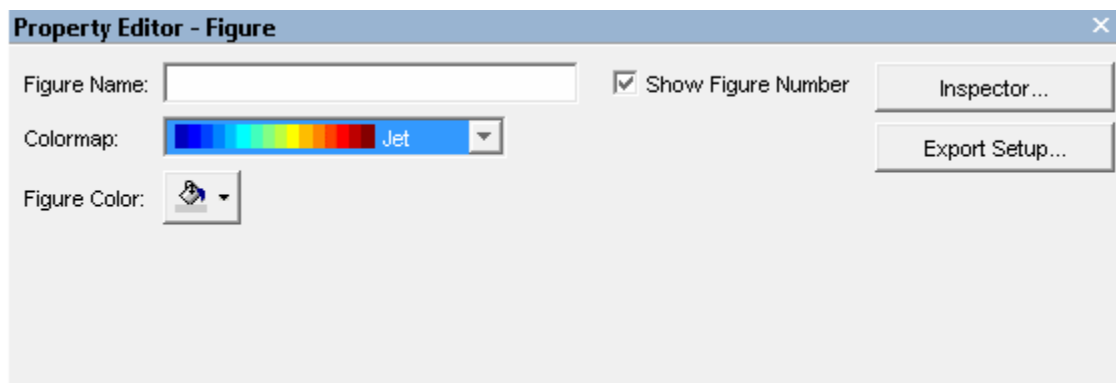 Property Editor - Figure
Figure Name:
Show Figure Number
Inspector...
Colormap:
Jet
Export Setup...
Figure Color: